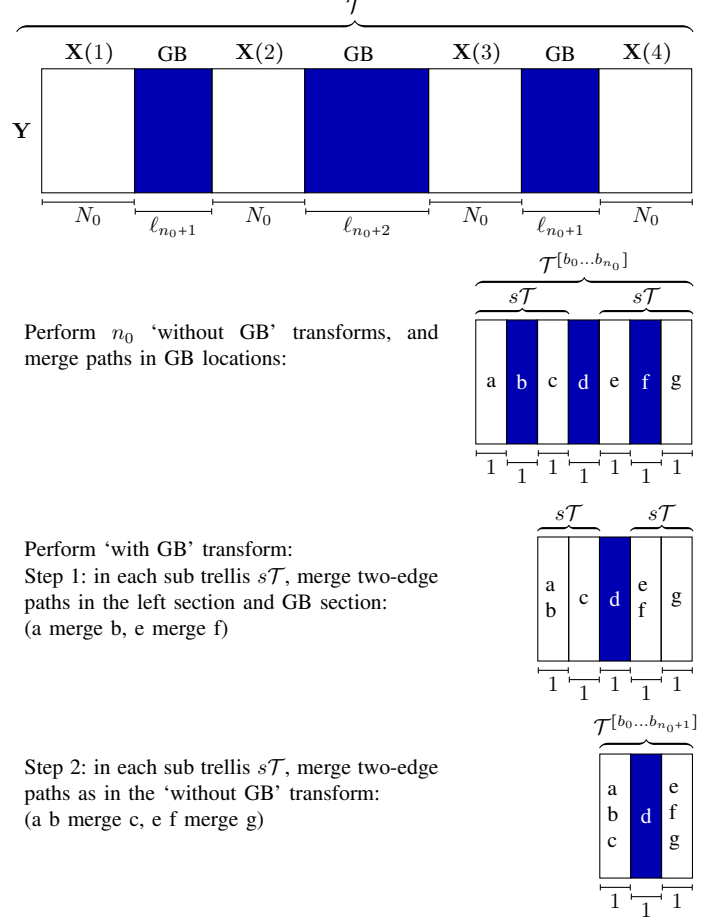 𝒯
X(1) GB X(2) GB X(3) GB X(4)
Y
N₀ ℓₙ₀₊₁ N₀ ℓₙ₀₊₂ N₀ ℓₙ₀₊₁ N₀
𝒯^[b₀...bₙ₀]
s𝒯 s𝒯
Perform n₀ ‘without GB’ transforms, and
merge paths in GB locations:
a b c d e f g
1 1 1 1 1 1 1
s𝒯 s𝒯
Perform ‘with GB’ transform:
Step 1: in each sub trellis s𝒯, merge two-edge
paths in the left section and GB section:
(a merge b, e merge f)
a b c d e f g
1 1 1 1 1
𝒯^[b₀...bₙ₀₊₁]
Step 2: in each sub trellis s𝒯, merge two-edge
paths as in the ‘without GB’ transform:
(a b merge c, e f merge g)
a b c d e f g
1 1 1